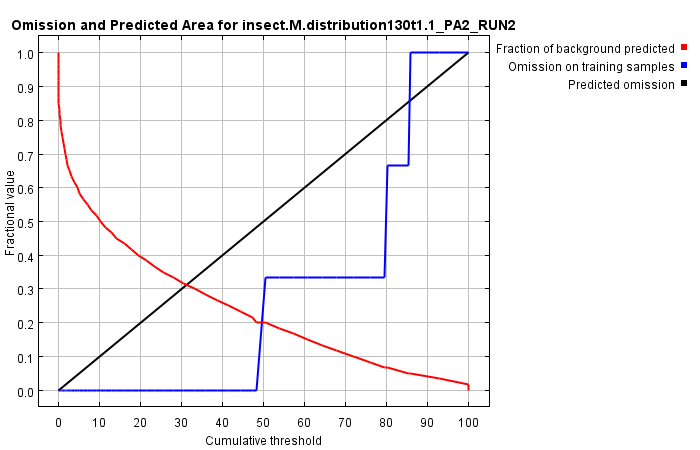 Omission and Predicted Area for insect.M.distribution130t1.1_PA2_RUN2
Fraction of background predicted
Omission on training samples
Predicted omission
Fractional value
1.0
0.9
0.8
0.7
0.6
0.5
0.4
0.3
0.2
0.1
0.0
0 10 20 30 40 50 60 70 80 90 100
Cumulative threshold